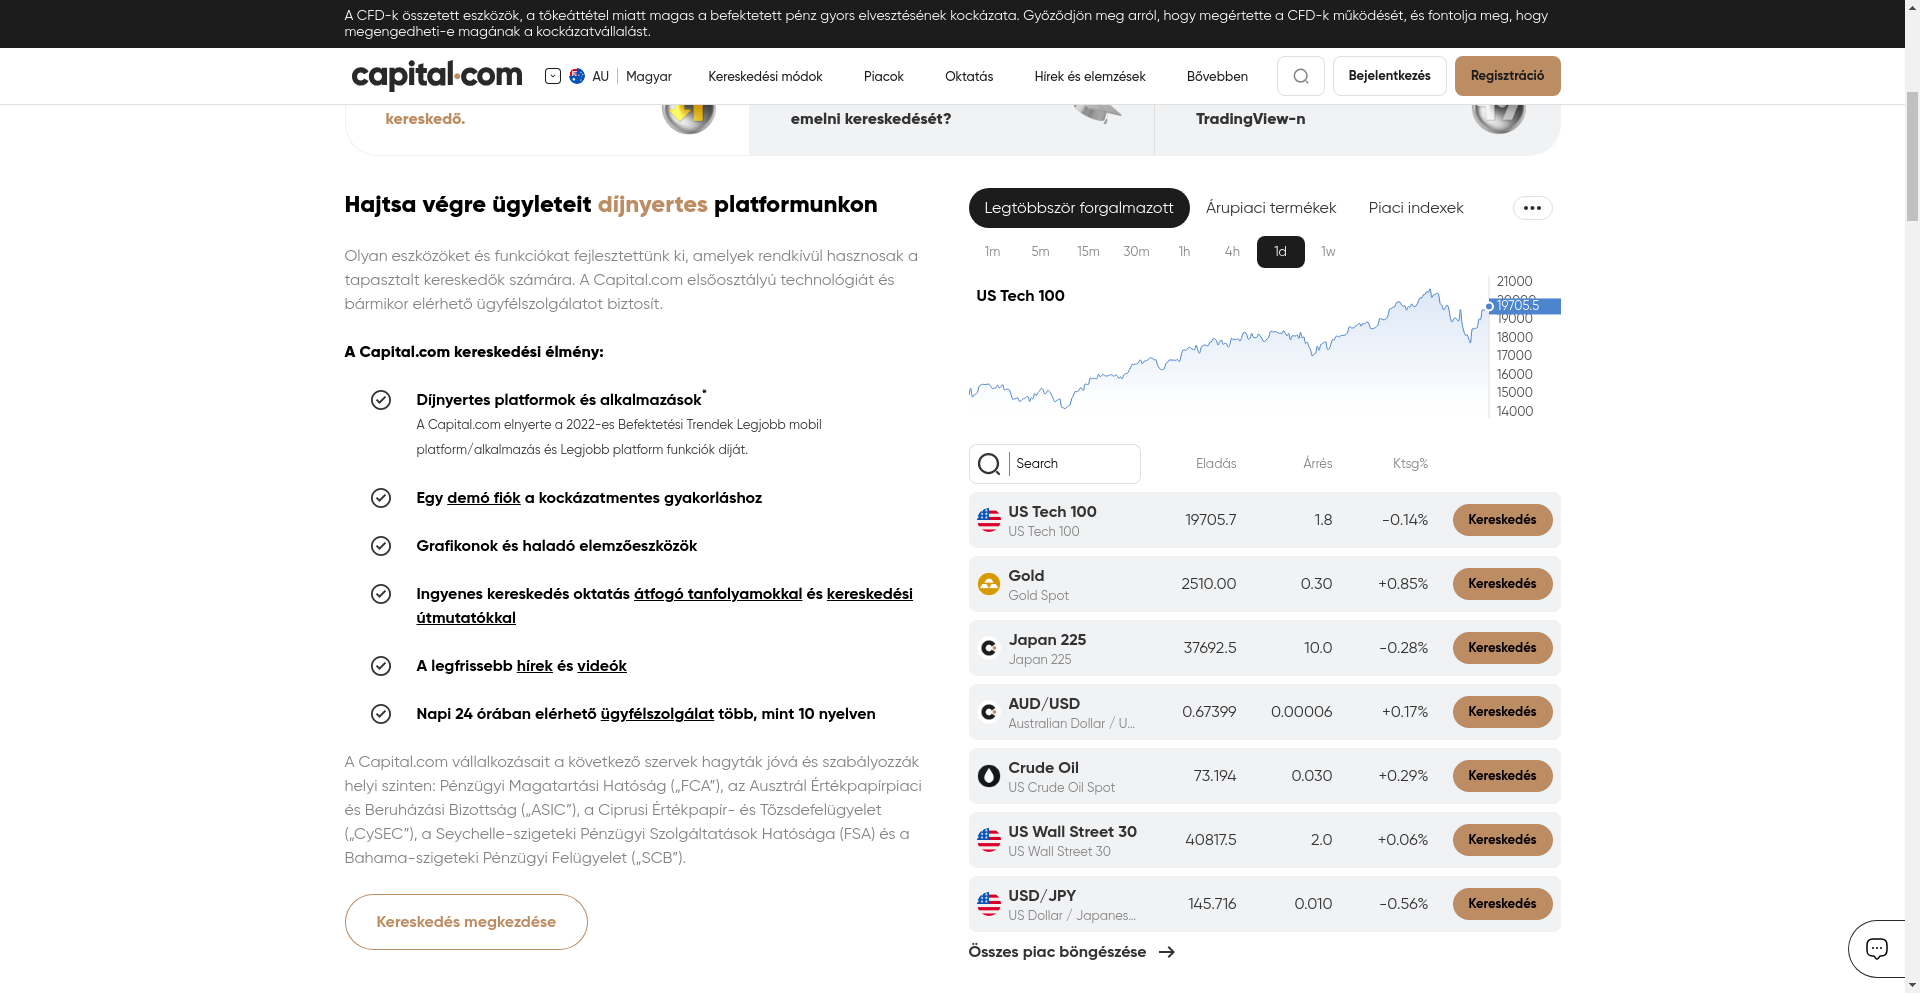 A CFD-k összetett eszközök, a tőkeáttétel miatt magas a befektetett pénz gyors elvesztésének kockázata. Győződjön meg arról, hogy megértette a CFD-k működését, és fontolja meg, hogy
megengedheti-e magának a kockázatvállalást.
capital.com
AU
Magyar
Kereskedési módok
Piacok
Oktatás
Hírek és elemzések
Bővebben
Bejelentkezés
Regisztráció
kereskedő.
emelni kereskedését?
TradingView-n
Hajtsa végre ügyleteit díjnyertes platformunkon
Olyan eszközöket és funkciókat fejlesztettünk ki, amelyek rendkívül hasznosak a
tapasztalt kereskedők számára. A Capital.com elsőosztályú technológiát és
bármikor elérhető ügyfélszolgálatot biztosít.
A Capital.com kereskedési élmény:
Díjnyertes platformok és alkalmazások*
A Capital.com elnyerte a 2022-es Befektetési Trendek Legjobb mobil
platform/alkalmazás és Legjobb platform funkciók díját.
Egy demó fiók a kockázatmentes gyakorláshoz
Grafikonok és haladó elemzőeszközök
Ingyenes kereskedés oktatás átfogó tanfolyamokkal és kereskedési
útmutatókkal
A legfrissebb hírek és videók
Napi 24 órában elérhető ügyfélszolgálat több, mint 10 nyelven
A Capital.com vállalkozásait a következő szervek hagyták jóvá és szabályozzák
helyi szinten: Pénzügyi Magatartási Hatóság („FCA”), az Ausztrál Értékpapírpiaci
és Beruházási Bizottság („ASIC”), a Ciprusi Értékpapír- és Tőzsdefelügyelet
(„CySEC”), a Seychelle-szigeteki Pénzügyi Szolgáltatások Hatósága (FSA) és a
Bahama-szigeteki Pénzügyi Felügyelet („SCB”).
Kereskedés megkezdése
Legtöbbször forgalmazott
Árupiaci termékek
Piaci indexek
1m
5m
15m
30m
1h
4h
1d
1w
US Tech 100
21000
20000
19705.5
19000
18000
17000
16000
15000
14000
Search
Eladás
Árrés
Ktsg%
US Tech 100
US Tech 100
19705.7
1.8
-0.14%
Kereskedés
Gold
Gold Spot
2510.00
0.30
+0.85%
Kereskedés
Japan 225
Japan 225
37692.5
10.0
-0.28%
Kereskedés
AUD/USD
Australian Dollar / U...
0.67399
0.00006
+0.17%
Kereskedés
Crude Oil
US Crude Oil Spot
73.194
0.030
+0.29%
Kereskedés
US Wall Street 30
US Wall Street 30
40817.5
2.0
+0.06%
Kereskedés
USD/JPY
US Dollar / Japanes...
145.716
0.010
-0.56%
Kereskedés
Összes piac böngészése